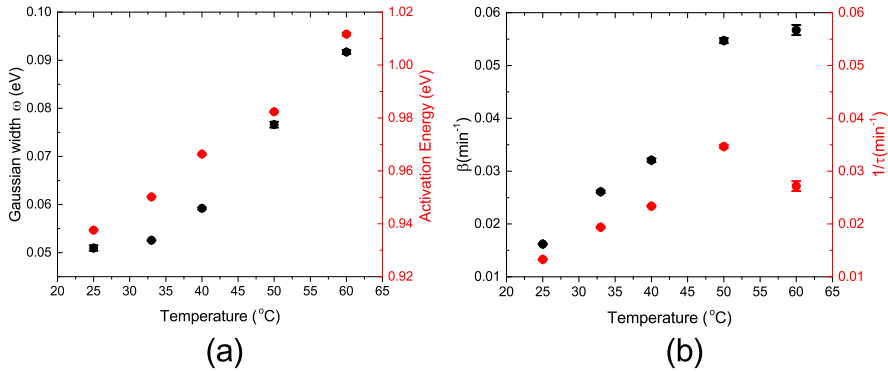 0.10
0.09
0.08
0.07
0.06
0.05
Gaussian width ω (eV)
1.02
1.00
0.98
0.96
0.94
0.92
Activation Energy (eV)
20 25 30 35 40 45 50 55 60 65
Temperature (°C)
(a)
0.06
0.05
0.04
0.03
0.02
0.01
β(min⁻¹)
0.06
0.05
0.04
0.03
0.02
0.01
1/τ(min⁻¹)
20 25 30 35 40 45 50 55 60 65
Temperature (°C)
(b)